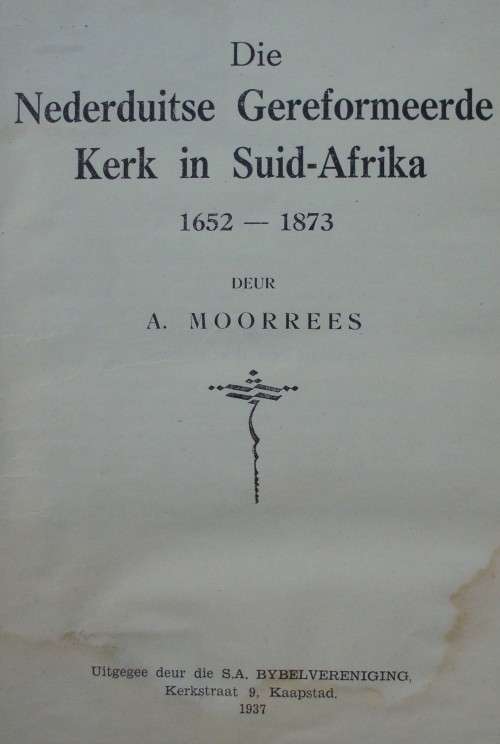 Die
Nederduitse Gereformeerde
Kerk in Suid-Afrika
1652 — 1873
DEUR
A. MOORREES
Uitgegee deur die S.A. BYBELVERENIGING,
Kerkstraat 9, Kaapstad.
1937